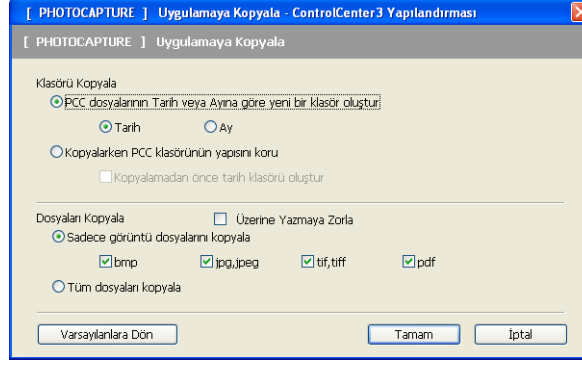 [ PHOTOCAPTURE ] Uygulamaya Kopyala - ControlCenter3 Yapılandırması
[ PHOTOCAPTURE ] Uygulamaya Kopyala
Klasörü Kopyala
PCC dosyalarının Tarih veya Ayına göre yeni bir klasör oluştur
Tarih Ay
Kopyalarken PCC klasörünün yapısını koru
Kopyalamadan önce tarih klasörü oluştur
Dosyaları Kopyala Üzerine Yazmaya Zorla
Sadece görüntü dosyalarını kopyala
bmp jpg,jpeg tif,tiff pdf
Tüm dosyaları kopyala
Varsayılanlara Dön Tamam İptal